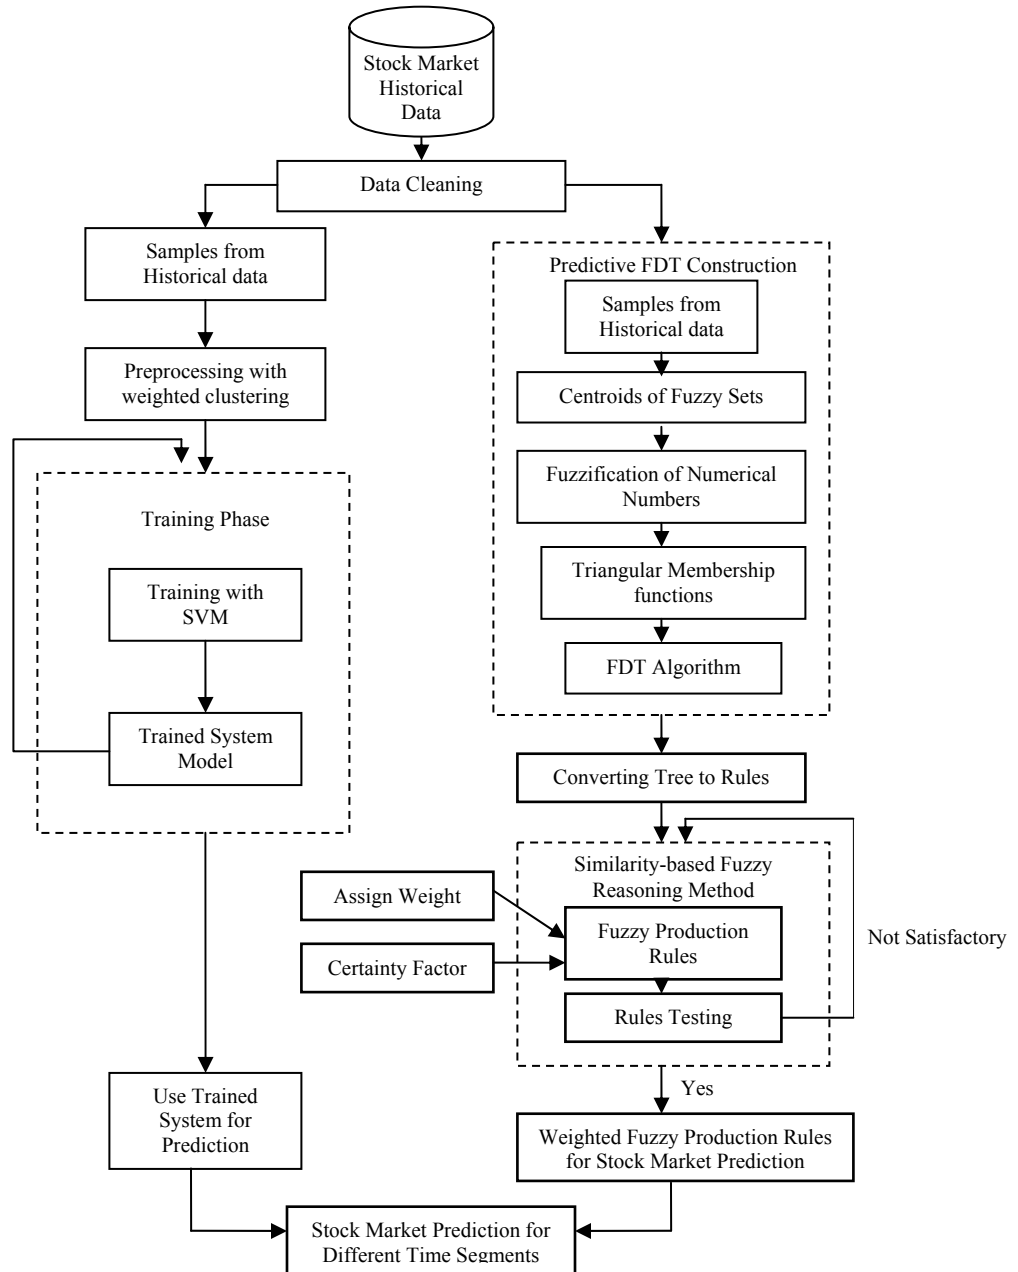 Stock Market
Historical
Data
Data Cleaning
Samples from
Historical data
Preprocessing with
weighted clustering
Training Phase
Training with
SVM
Trained System
Model
Use Trained
System for
Prediction
Predictive FDT Construction
Samples from
Historical data
Centroids of Fuzzy Sets
Fuzzification of Numerical
Numbers
Triangular Membership
functions
FDT Algorithm
Converting Tree to Rules
Similarity-based Fuzzy
Reasoning Method
Assign Weight
Fuzzy Production
Rules
Certainty Factor
Not Satisfactory
Rules Testing
Yes
Weighted Fuzzy Production Rules
for Stock Market Prediction
Stock Market Prediction for
Different Time Segments